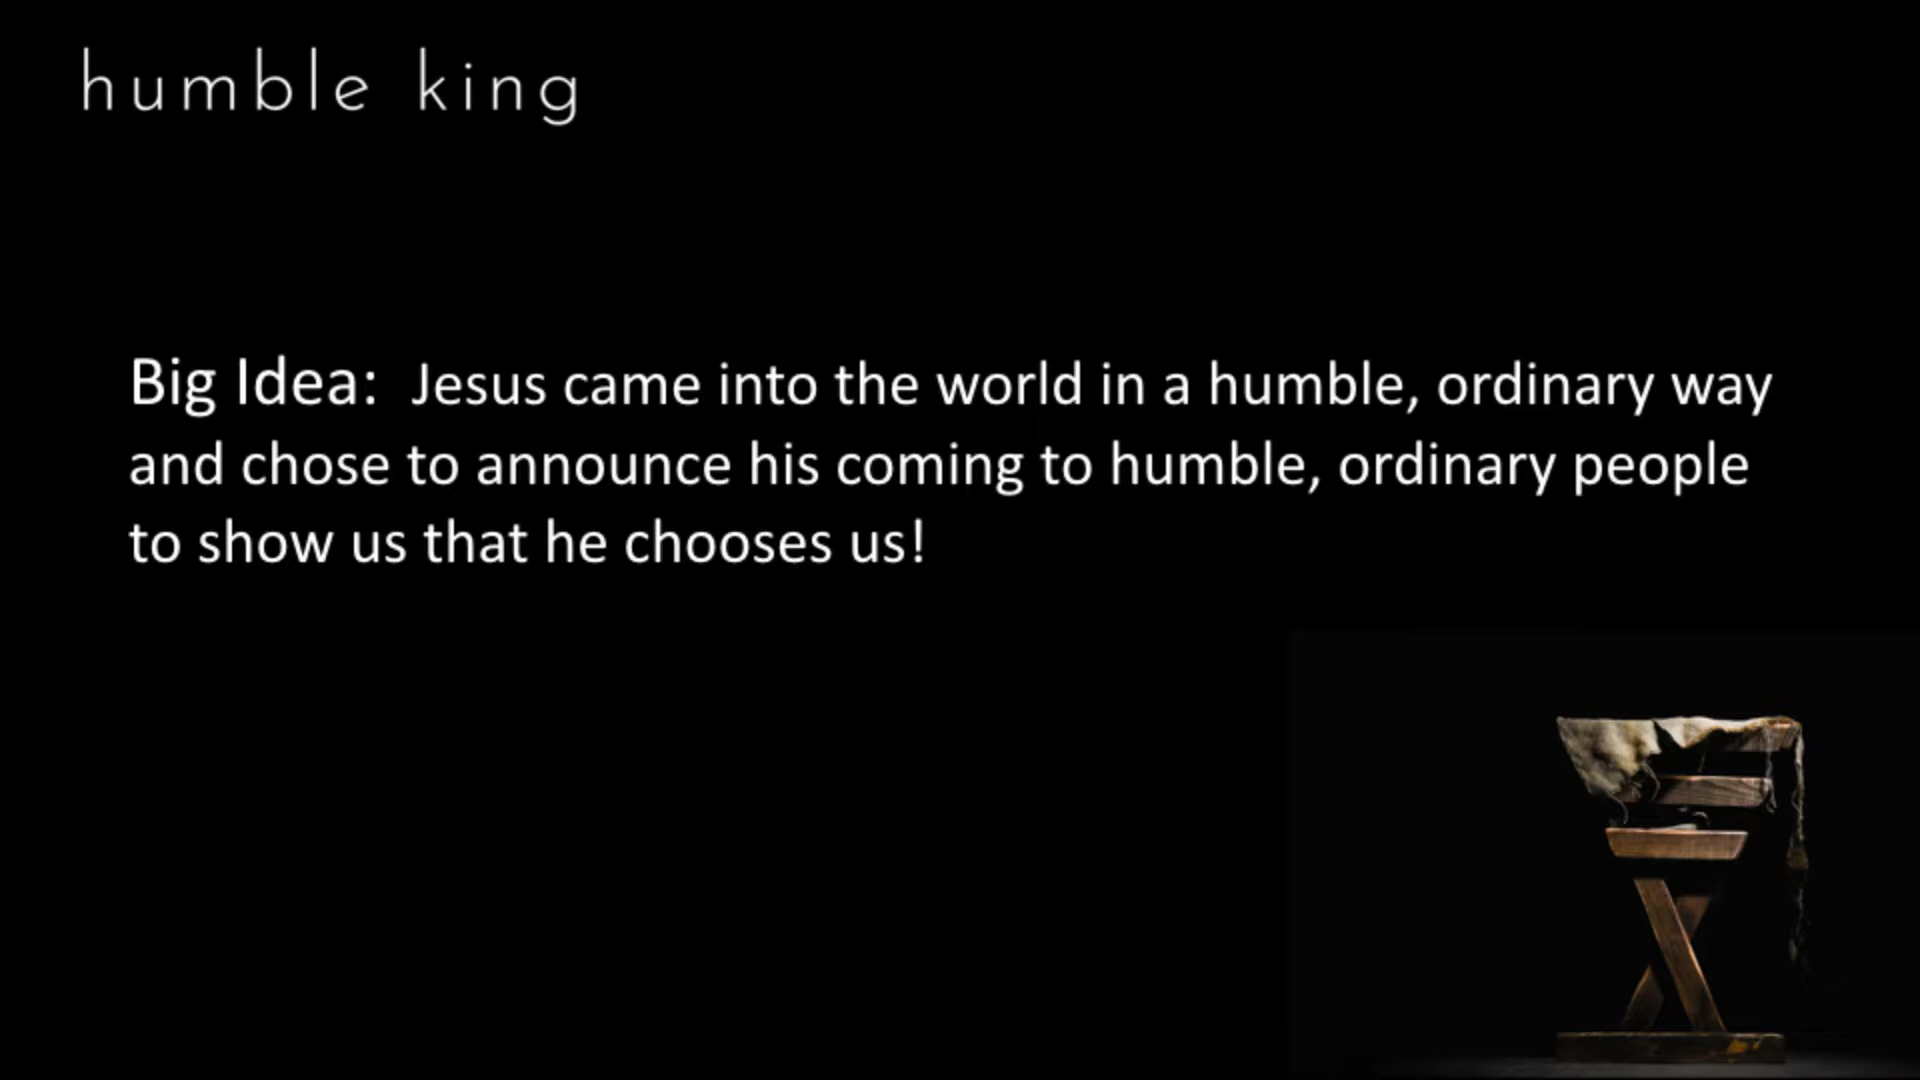 humble king
Big Idea: Jesus came into the world in a humble, ordinary way
and chose to announce his coming to humble, ordinary people
to show us that he chooses us!